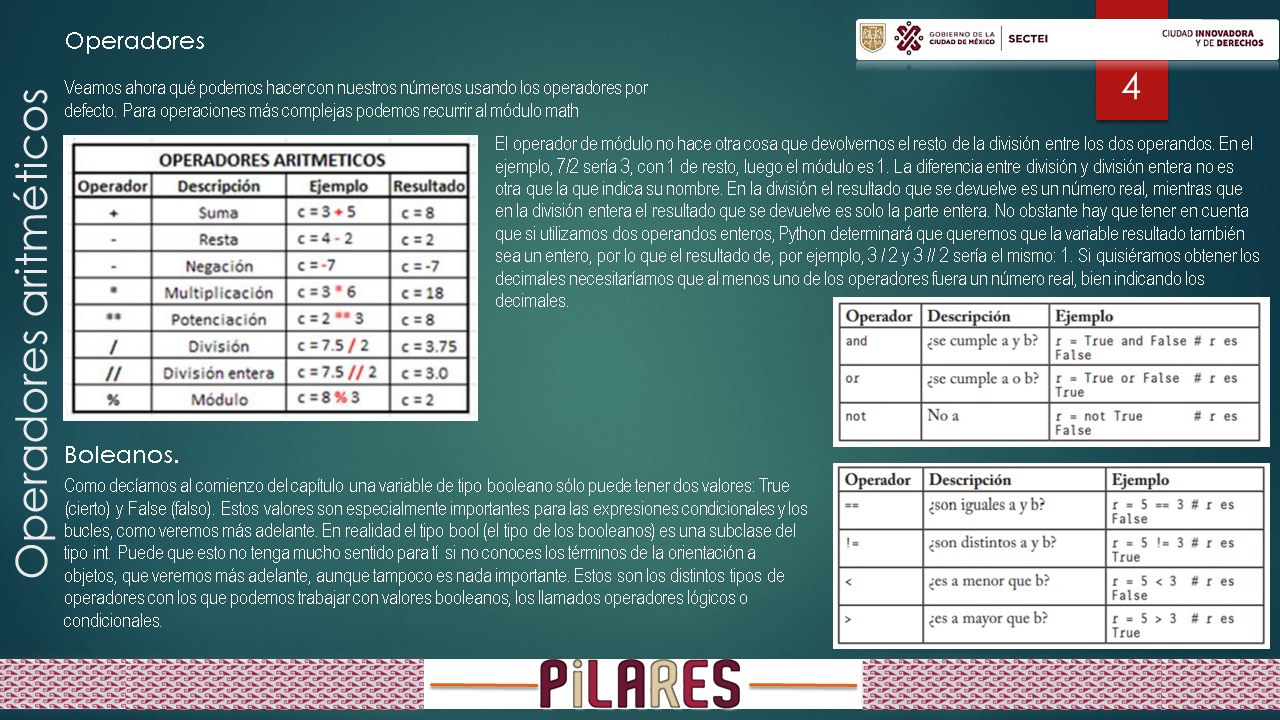 Operadores
GOBIERNO DE LA
CIUDAD DE MÉXICO
SECTEI
CIUDAD INNOVADORA
Y DE DERECHOS
4
Operadores aritméticos
Veamos ahora qué podemos hacer con nuestros números usando los operadores por
defecto. Para operaciones más complejas podemos recurrir al módulo math
OPERADORES ARITMETICOS
Operador Descripción Ejemplo Resultado
+ Suma c = 3 + 5 c = 8
- Resta c = 4 - 2 c = 2
- Negación c = -7 c = -7
* Multiplicación c = 3 * 6 c = 18
** Potenciación c = 2 ** 3 c = 8
/ División c = 7.5 / 2 c = 3.75
// División entera c = 7.5 // 2 c = 3.0
% Módulo c = 8 % 3 c = 2
El operador de módulo no hace otra cosa que devolvernos el resto de la división entre los dos operandos. En el
ejemplo, 7/2 sería 3, con 1 de resto, luego el módulo es 1. La diferencia entre división y división entera no es
otra que la que indica su nombre. En la división el resultado que se devuelve es un número real, mientras que
en la división entera el resultado que se devuelve es solo la parte entera. No obstante hay que tener en cuenta
que si utilizamos dos operandos enteros, Python determinará que queremos que la variable resultado también
sea un entero, por lo que el resultado de, por ejemplo, 3 / 2 y 3 // 2 sería el mismo: 1. Si quisiéramos obtener los
decimales necesitaríamos que al menos uno de los operadores fuera un número real, bien indicando los
decimales.
Operador Descripción Ejemplo
and ¿se cumple a y b? r = True and False # r es
False
or ¿se cumple a o b? r = True or False # r es
True
not No a r = not True # r es
False
Boleanos.
Como decíamos al comienzo del capítulo una variable de tipo booleano sólo puede tener dos valores: True
(cierto) y False (falso). Estos valores son especialmente importantes para las expresiones condicionales y los
bucles, como veremos más adelante. En realidad el tipo bool (el tipo de los booleanos) es una subclase del
tipo int. Puede que esto no tenga mucho sentido para tí si no conoces los términos de la orientación a
objetos, que veremos más adelante, aunque tampoco es nada importante. Estos son los distintos tipos de
operadores con los que podemos trabajar con valores booleanos, los llamados operadores lógicos o
condicionales.
Operador Descripción Ejemplo
== ¿son iguales a y b? r = 5 == 3 # r es
False
!= ¿son distintos a y b? r = 5 != 3 # r es
True
< ¿es a menor que b? r = 5 < 3 # r es
False
> ¿es a mayor que b? r = 5 > 3 # r es
True
PiLARES